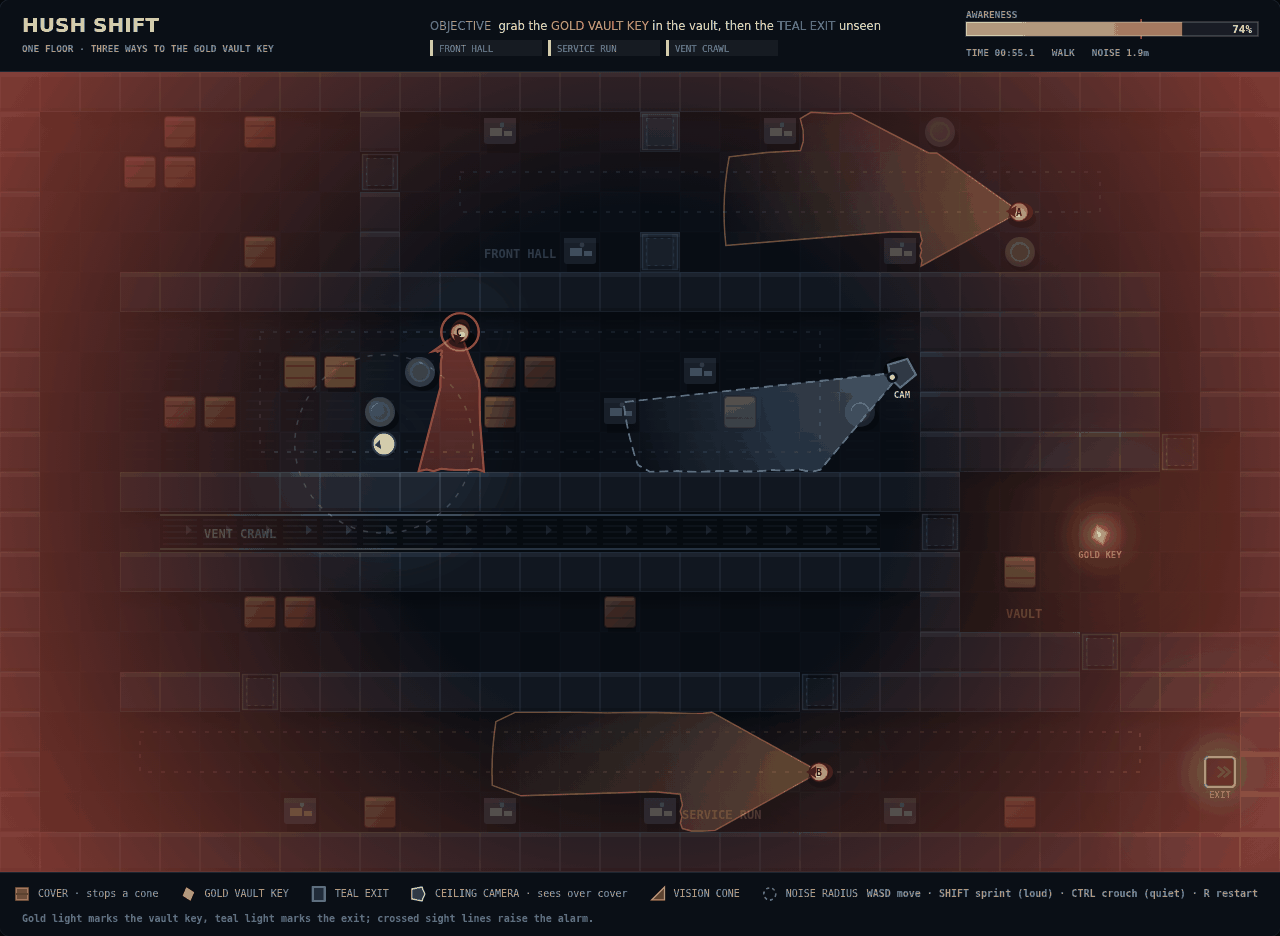 HUSH SHIFT
ONE FLOOR · THREE WAYS TO THE GOLD VAULT KEY
OBJECTIVE grab the GOLD VAULT KEY in the vault, then the TEAL EXIT unseen
FRONT HALL
SERVICE RUN
VENT CRAWL
AWARENESS
74%
TIME 00:55.1 WALK NOISE 1.9m
A
FRONT HALL
C
CAM
VENT CRAWL
GOLD KEY
VAULT
B
EXIT
SERVICE RUN
COVER · stops a cone
GOLD VAULT KEY
TEAL EXIT
CEILING CAMERA · sees over cover
VISION CONE
NOISE RADIUS
WASD move · SHIFT sprint (loud) · CTRL crouch (quiet) · R restart
Gold light marks the vault key, teal light marks the exit; crossed sight lines raise the alarm.